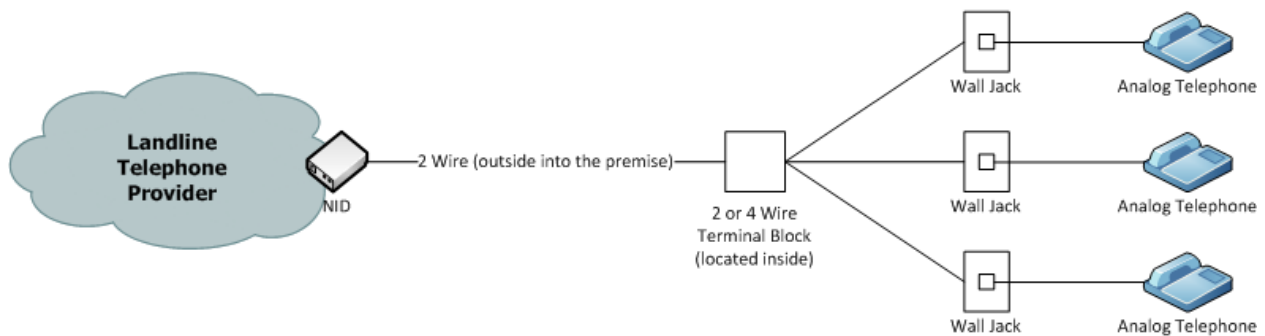 Landline
Telephone
Provider
NID
2 Wire (outside into the premise)
2 or 4 Wire
Terminal Block
(located inside)
Wall Jack
Analog Telephone
Wall Jack
Analog Telephone
Wall Jack
Analog Telephone